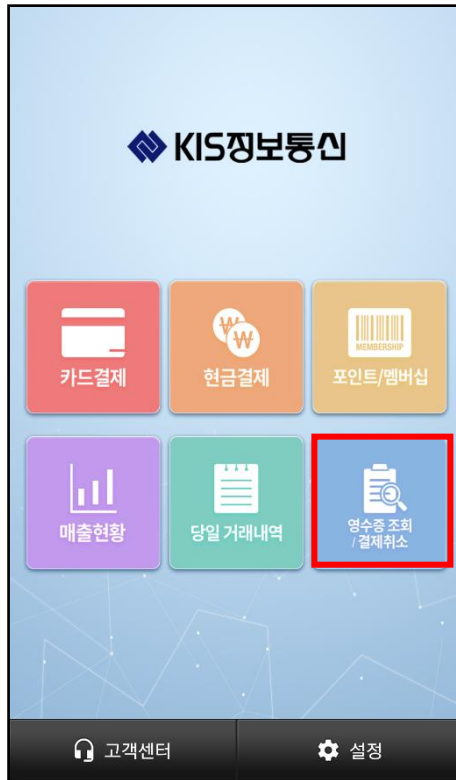 KIS정보통신
MEMBERSHIP
카드결제
현금결제
포인트/멤버십
매출현황
당일 거래내역
영수증 조회
/ 결제취소
고객센터
설정